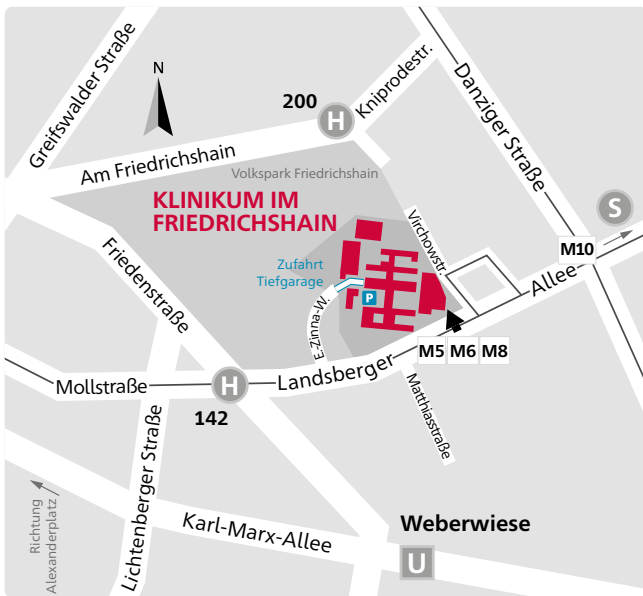 Greifswalder Straße
N
200
H
Kniprodestr.
Danziger Straße
Am Friedrichshain
Volkspark Friedrichshain
KLINIKUM IM
FRIEDRICHSHAIN
Virchowstr.
S
M10
Allee
Zufahrt
Tiefgarage
P
Friedenstraße
E.-Zinna-W.
M5 M6 M8
Landsberger
Mollstraße
H
142
Matthiasstraße
Lichtenberger Straße
Richtung
Alexanderplatz
Karl-Marx-Allee
Weberwiese
U